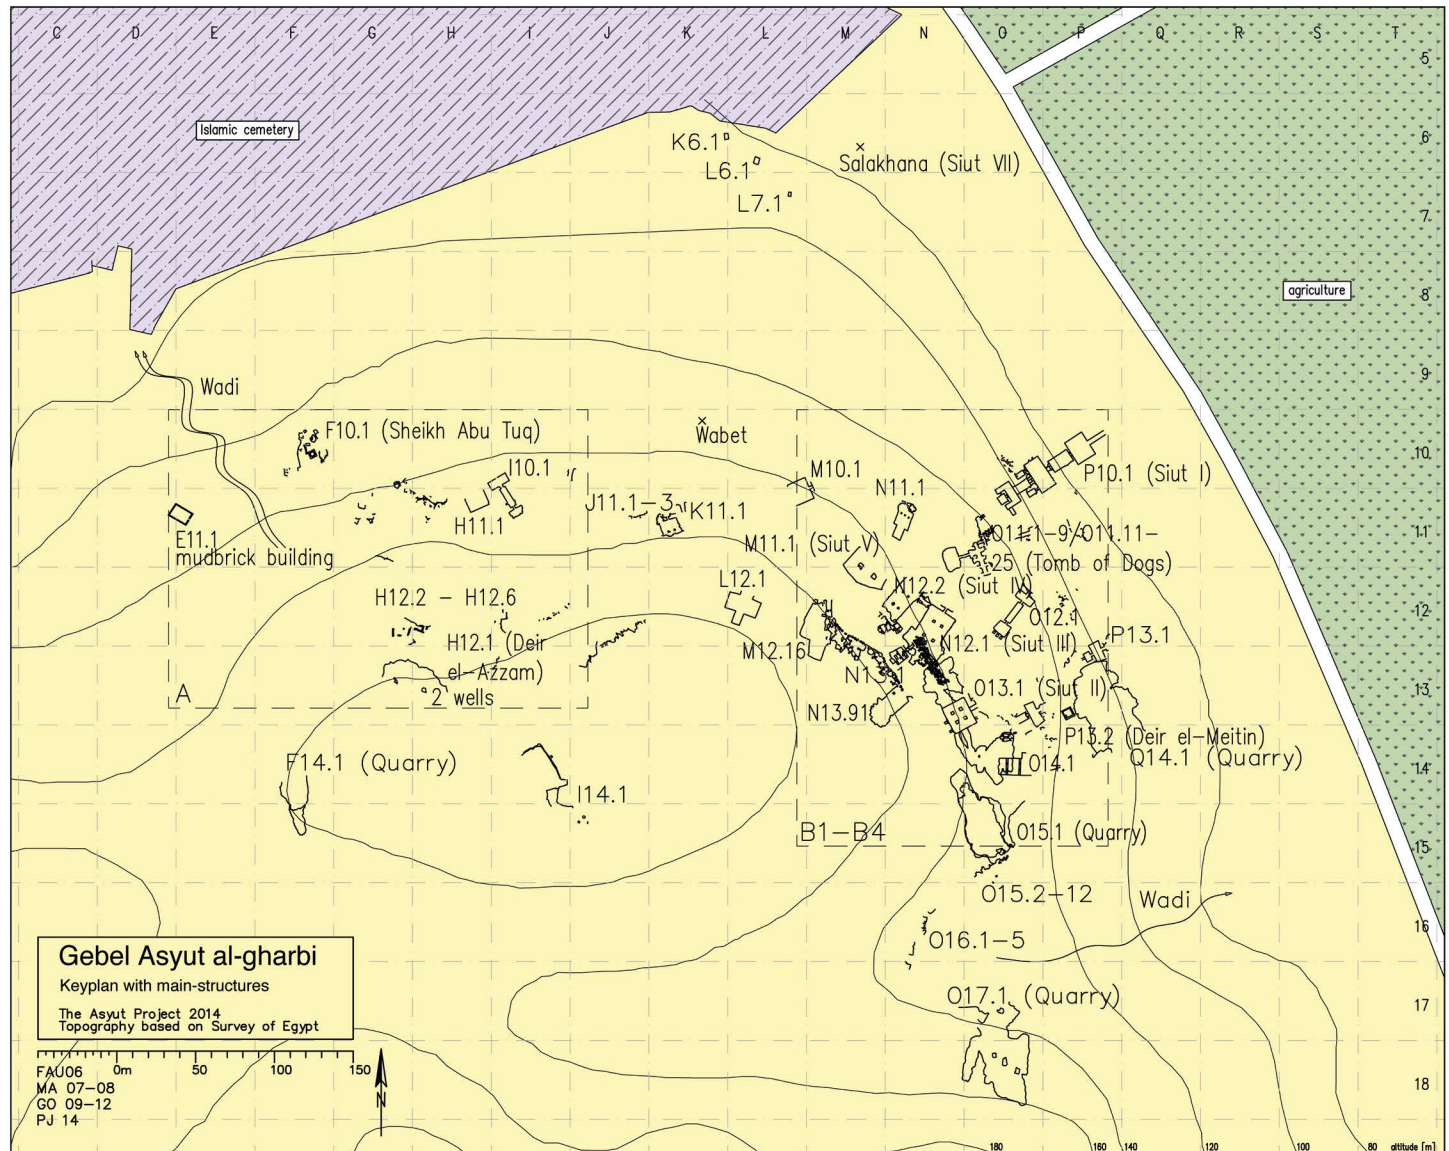 C D E F G H I J K L M N O P Q R S T
5
Islamic cemetery
K6.1
6
L6.1
Salakhana (Siut VII)
L7.1
7
agriculture
8
9
Wadi
F10.1 (Sheikh Abu Tuq)
Wabet
10
I10.1
M10.1
P10.1 (Siut I)
N11.1
J11.1-3
K11.1
H11.1
E11.1
mudbrick building
M11.1 (Siut V)
O11.1-9/O11.11-
25 (Tomb of Dogs)
11
L12.1
N12.2 (Siut IV)
H12.2 - H12.6
12
O12.1
P13.1
H12.1 (Deir
el-Azzam)
2 wells
M12.16
N12.1 (Siut III)
N13.1
A
O13.1 (Siut II)
13
N13.91
P13.2 (Deir el-Meitin)
Q14.1 (Quarry)
F14.1 (Quarry)
O14.1
14
I14.1
B1-B4
O15.1 (Quarry)
15
O15.2-12
Wadi
16
O16.1-5
Gebel Asyut al-gharbi
Keyplan with main-structures
The Asyut Project 2014
Topography based on Survey of Egypt
O17.1 (Quarry)
17
0m 50 100 150
FAU06
MA 07-08
GO 09-12
PJ 14
N
18
180 160 140 120 100 80 altitude [m]